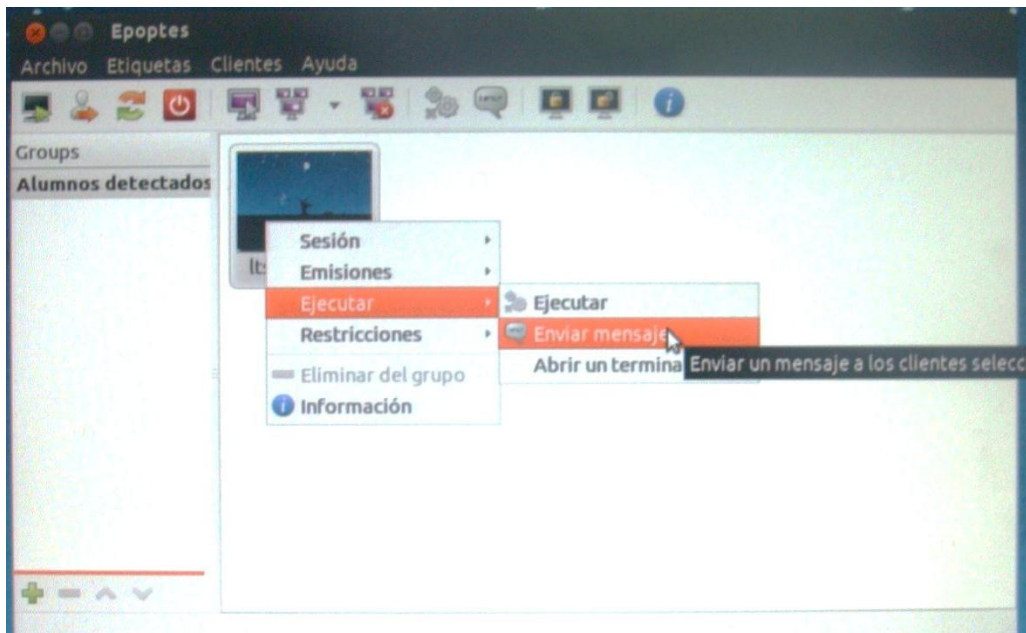 Epoptes
Archivo Etiquetas Clientes Ayuda
Groups
Alumnos detectados
Sesión
Emisiones
Ejecutar
Restricciones
Eliminar del grupo
Información
Ejecutar
Enviar mensaje
Abrir un termina
Enviar un mensaje a los clientes selecc